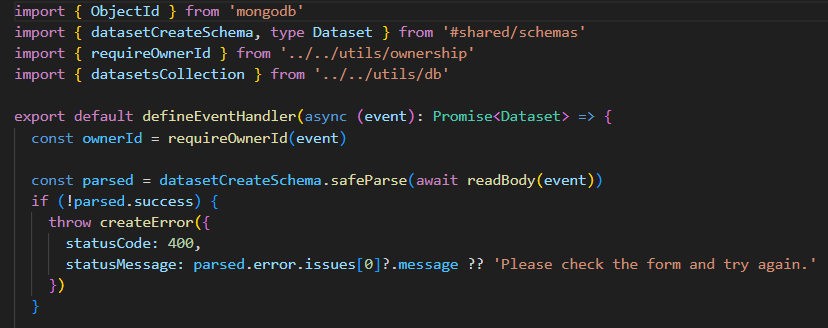 import { ObjectId } from 'mongodb'
import { datasetCreateSchema, type Dataset } from '#shared/schemas'
import { requireOwnerId } from '../../utils/ownership'
import { datasetsCollection } from '../../utils/db'

export default defineEventHandler(async (event): Promise<Dataset> => {
  const ownerId = requireOwnerId(event)

  const parsed = datasetCreateSchema.safeParse(await readBody(event))
  if (!parsed.success) {
    throw createError({
      statusCode: 400,
      statusMessage: parsed.error.issues[0]?.message ?? 'Please check the form and try again.'
    })
  }